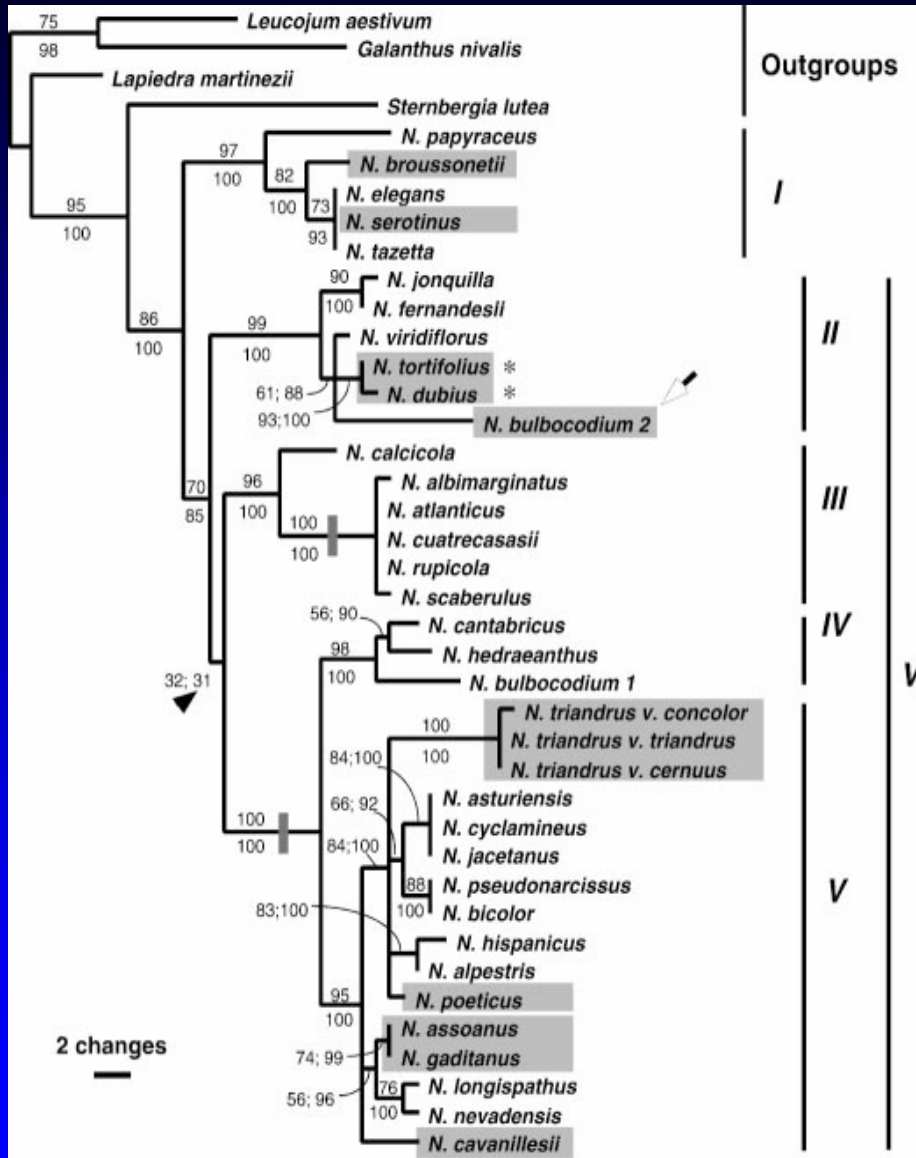 75
98
Leucojum aestivum
Galanthus nivalis
Lapiedra martinezii
Sternbergia lutea
Outgroups
95
100
97
100
N. papyraceus
82
100
N. broussonetii
73
93
N. elegans
N. serotinus
N. tazetta
I
86
100
90
100
N. jonquilla
N. fernandesii
99
100
N. viridiflorus
N. tortifolius *
N. dubius *
61; 88
93;100
N. bulbocodium 2
II
70
85
96
100
N. calcicola
100
100
N. albimarginatus
N. atlanticus
N. cuatrecasasii
N. rupicola
N. scaberulus
III
32; 31
56; 90
98
100
N. cantabricus
N. hedraeanthus
N. bulbocodium 1
IV
100
100
N. triandrus v. concolor
N. triandrus v. triandrus
N. triandrus v. cernuus
84;100
66; 92
84;100
100
100
N. asturiensis
N. cyclamineus
N. jacetanus
88
100
N. pseudonarcissus
N. bicolor
83;100
N. hispanicus
N. alpestris
N. poeticus
V
95
100
N. assoanus
N. gaditanus
74; 99
56; 96
76
100
N. longispathus
N. nevadensis
N. cavanillesii
2 changes